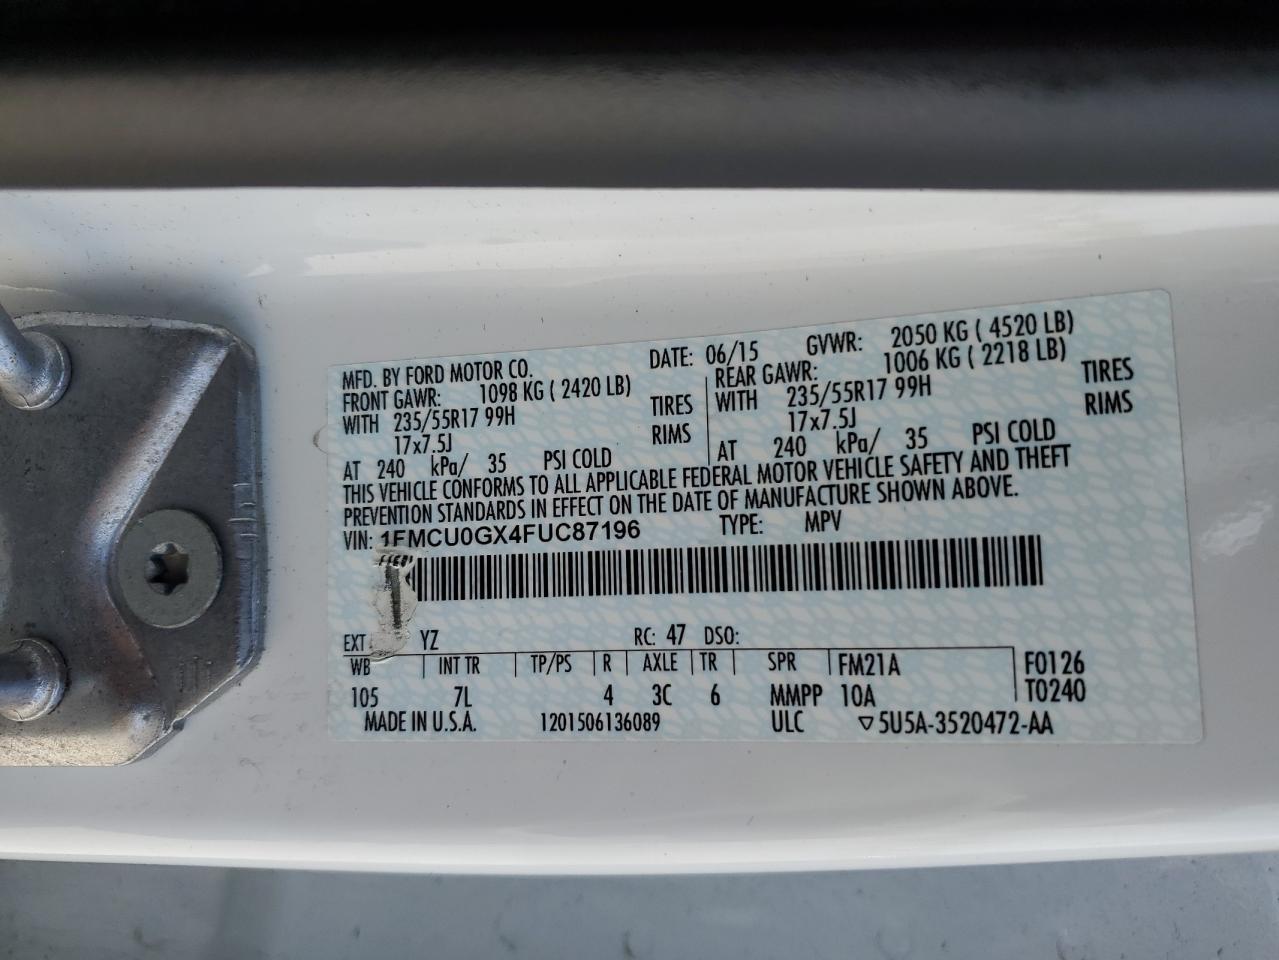 MFD. BY FORD MOTOR CO. DATE: 06/15 GVWR: 2050 KG ( 4520 LB)
FRONT GAWR: 1098 KG ( 2420 LB) REAR GAWR: 1006 KG ( 2218 LB)
WITH 235/55R17 99H TIRES WITH 235/55R17 99H TIRES
17x7.5J RIMS 17x7.5J RIMS
AT 240 kPa/ 35 PSI COLD AT 240 kPa/ 35 PSI COLD
THIS VEHICLE CONFORMS TO ALL APPLICABLE FEDERAL MOTOR VEHICLE SAFETY AND THEFT
PREVENTION STANDARDS IN EFFECT ON THE DATE OF MANUFACTURE SHOWN ABOVE.
VIN: 1FMCU0GX4FUC87196 TYPE: MPV
EXT YZ RC: 47 DSO:
WB INT TR TP/PS R AXLE TR SPR FM21A F0126
105 7L 4 3C 6 MMPP 10A T0240
MADE IN U.S.A. 1201506136089 ULC ▽5U5A-3520472-AA